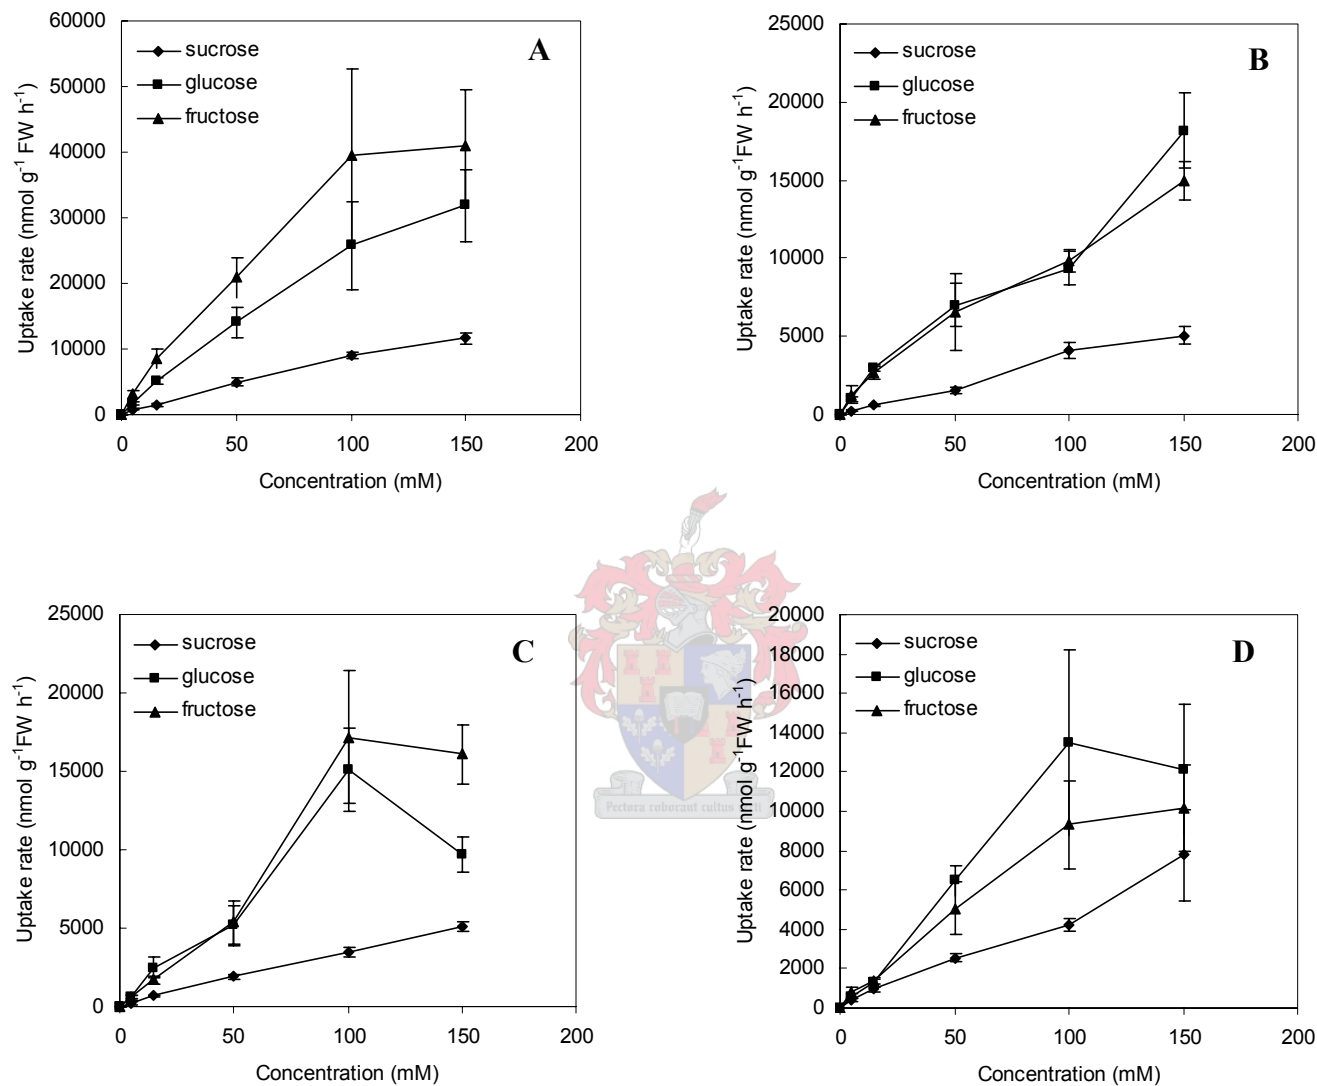 60000
50000
40000
30000
20000
10000
0
Uptake rate (nmol g⁻¹ FW h⁻¹)
sucrose
glucose
fructose
A
0 50 100 150 200
Concentration (mM)
25000
20000
15000
10000
5000
0
Uptake rate (nmol g⁻¹FW h⁻¹)
sucrose
glucose
fructose
B
0 50 100 150 200
Concentration (mM)
25000
20000
15000
10000
5000
0
Uptake rate (nmol g⁻¹FW h⁻¹)
sucrose
glucose
fructose
C
0 50 100 150 200
Concentration (mM)
20000
18000
16000
14000
12000
10000
8000
6000
4000
2000
0
Uptake rate (nmol g⁻¹FW h⁻¹)
sucrose
glucose
fructose
D
0 50 100 150 200
Concentration (mM)
Pectora roborant cultus recti